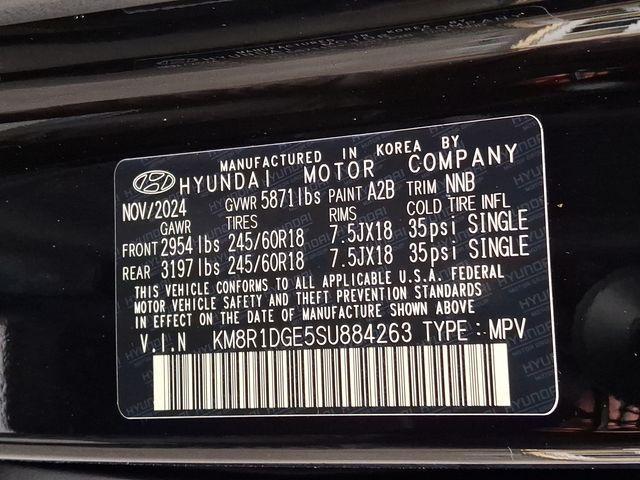 MANUFACTURED IN KOREA BY
HYUNDAI MOTOR COMPANY
NOV/2024 GVWR 5871lbs PAINT A2B TRIM NNB
GAWR TIRES RIMS COLD TIRE INFL
FRONT 2954 lbs 245/60R18 7.5JX18 35psi SINGLE
REAR 3197 lbs 245/60R18 7.5JX18 35psi SINGLE
THIS VEHICLE CONFORMS TO ALL APPLICABLE U.S.A. FEDERAL
MOTOR VEHICLE SAFETY AND THEFT PREVENTION STANDARDS
IN EFFECT ON THE DATE OF MANUFACTURE SHOWN ABOVE.
V.I.N KM8R1DGE5SU884263 TYPE : MPV